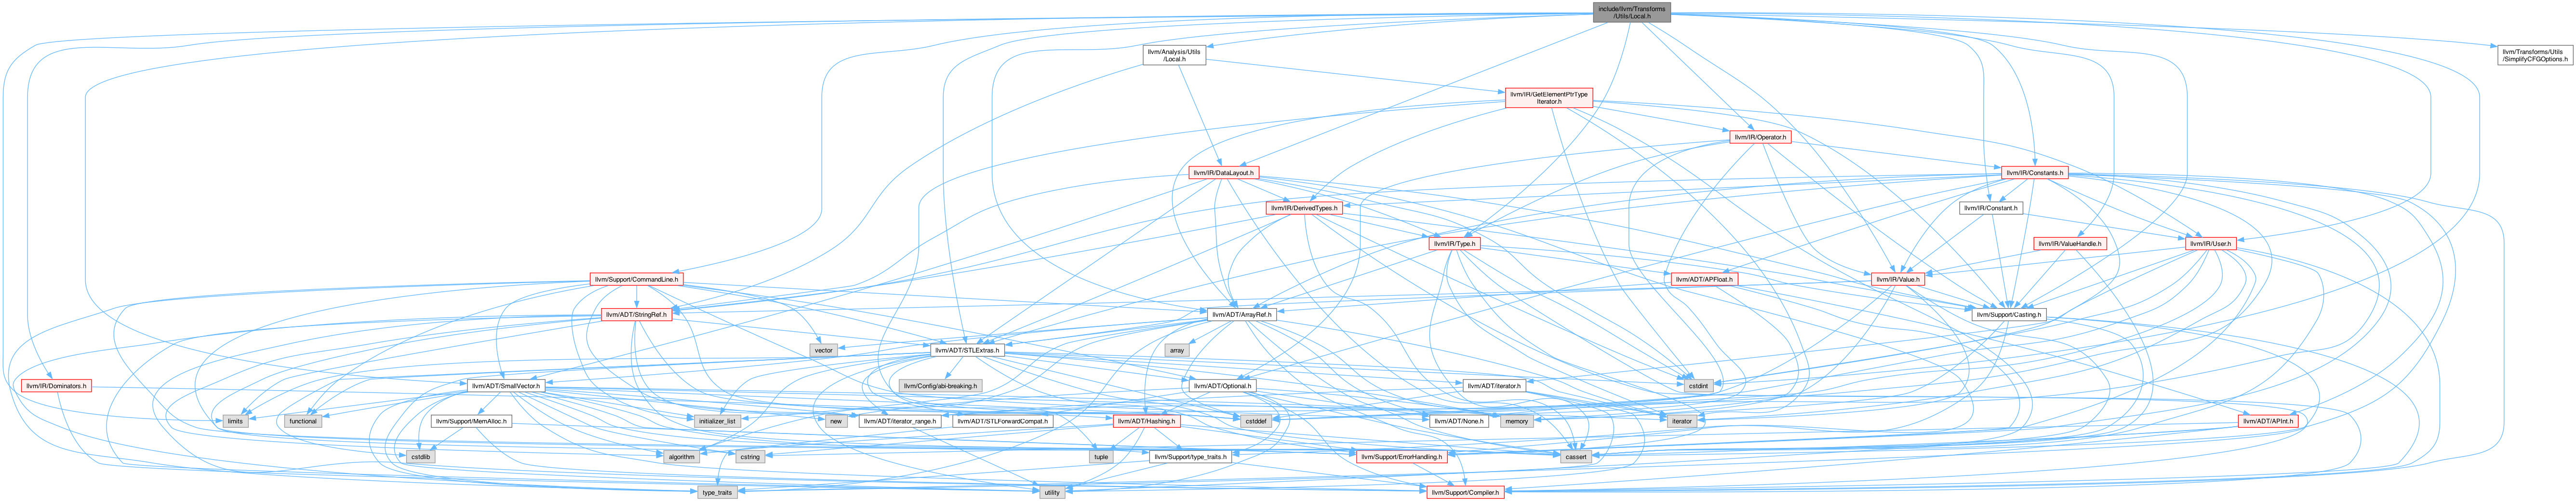 include/llvm/Transforms
/Utils/Local.h
llvm/Analysis/Utils
/Local.h
llvm/Transforms/Utils
/SimplifyCFGOptions.h
llvm/IR/GetElementPtrType
Iterator.h
llvm/IR/Operator.h
llvm/IR/DataLayout.h
llvm/IR/Constants.h
llvm/IR/DerivedTypes.h
llvm/IR/Constant.h
llvm/IR/Type.h
llvm/IR/ValueHandle.h
llvm/IR/User.h
llvm/Support/CommandLine.h
llvm/ADT/APFloat.h
llvm/IR/Value.h
llvm/ADT/StringRef.h
llvm/ADT/ArrayRef.h
llvm/Support/Casting.h
vector
llvm/ADT/STLExtras.h
array
llvm/IR/Dominators.h
llvm/ADT/SmallVector.h
llvm/Config/abi-breaking.h
llvm/ADT/Optional.h
llvm/ADT/iterator.h
cstdint
limits
functional
llvm/Support/MemAlloc.h
initializer_list
new
llvm/ADT/iterator_range.h
llvm/ADT/STLForwardCompat.h
llvm/ADT/Hashing.h
cstddef
llvm/ADT/None.h
memory
iterator
llvm/ADT/APInt.h
cstdlib
algorithm
cstring
tuple
llvm/Support/type_traits.h
llvm/Support/ErrorHandling.h
cassert
type_traits
utility
llvm/Support/Compiler.h